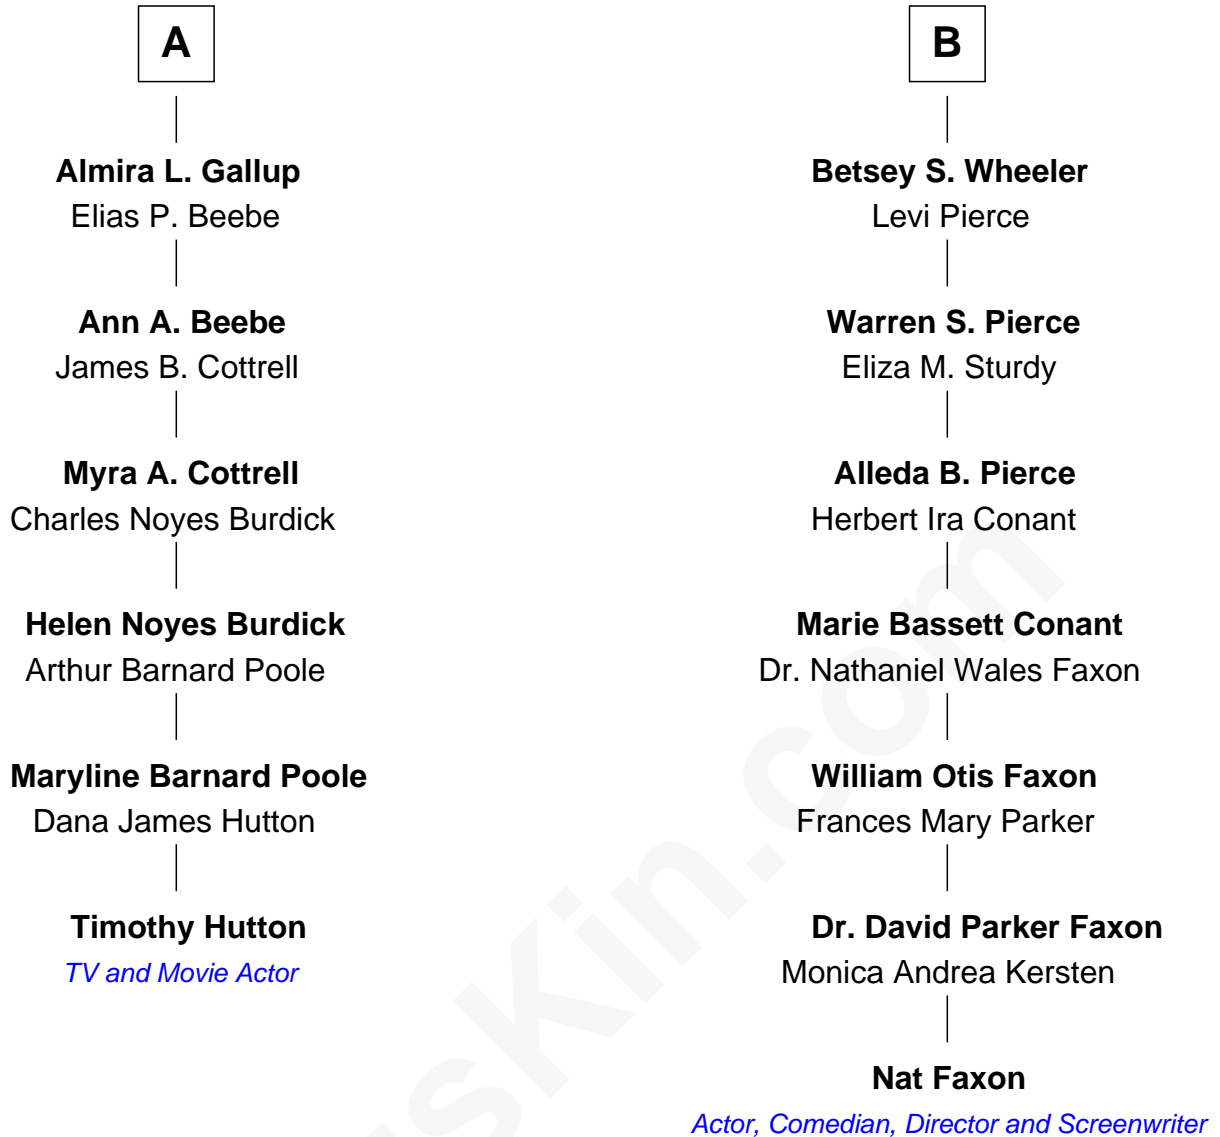 A
Almira L. Gallup
Elias P. Beebe
Ann A. Beebe
James B. Cottrell
Myra A. Cottrell
Charles Noyes Burdick
Helen Noyes Burdick
Arthur Barnard Poole
Maryline Barnard Poole
Dana James Hutton
Timothy Hutton
TV and Movie Actor
B
Betsey S. Wheeler
Levi Pierce
Warren S. Pierce
Eliza M. Sturdy
Alleda B. Pierce
Herbert Ira Conant
Marie Bassett Conant
Dr. Nathaniel Wales Faxon
William Otis Faxon
Frances Mary Parker
Dr. David Parker Faxon
Monica Andrea Kersten
Nat Faxon
Actor, Comedian, Director and Screenwriter